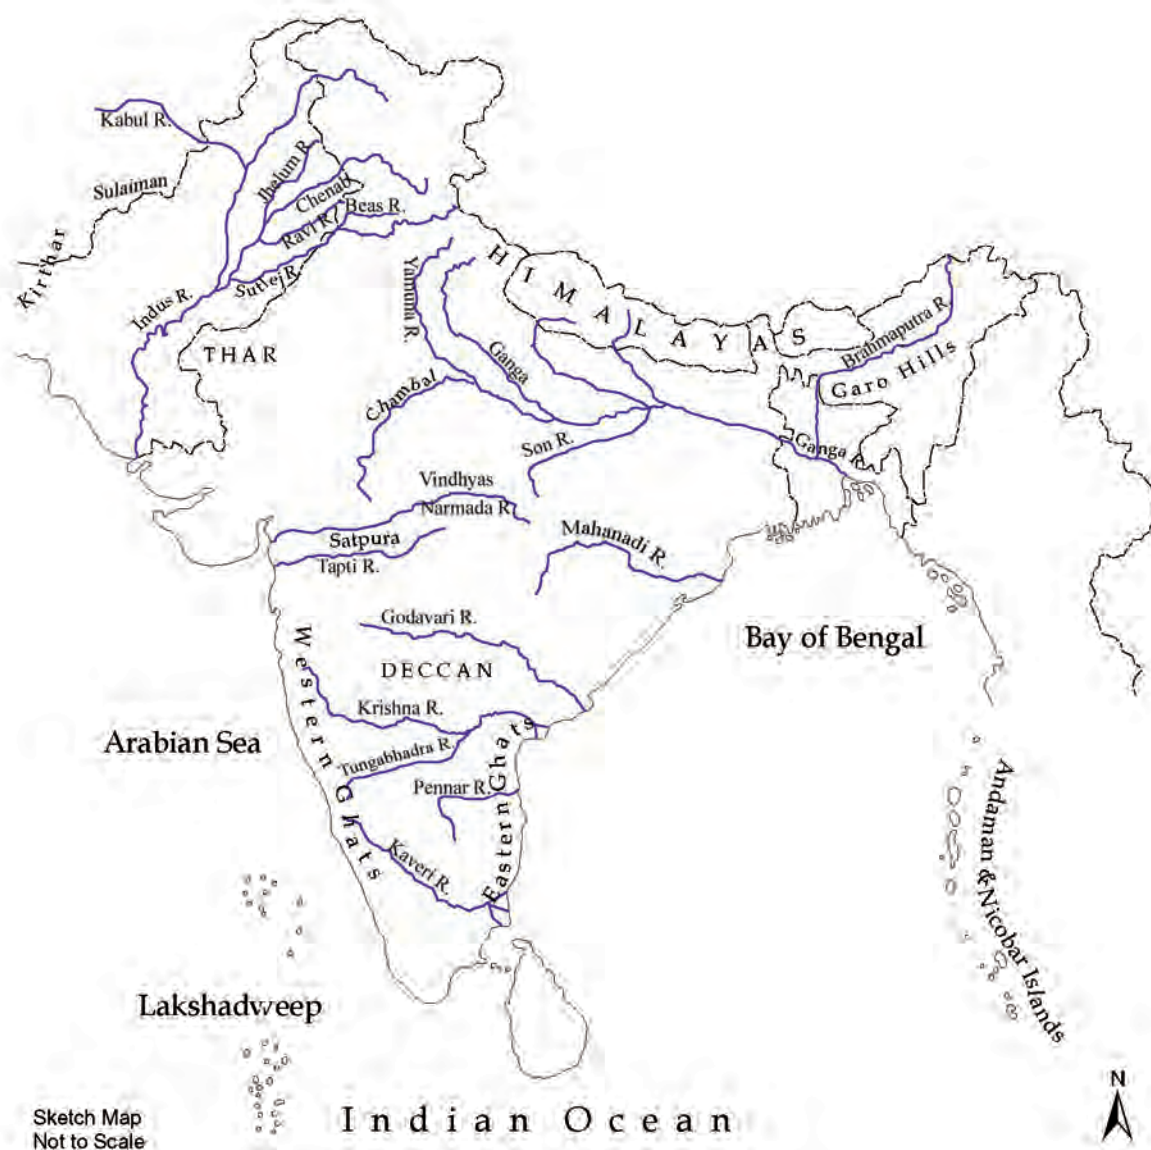 Kabul R.
Jhelum R.
Sulaiman
Chenab
Beas R.
Ravi R.
Kirthar
Sutlej R.
Indus R.
Yamuna R.
HIMALAYAS
THAR
Ganga
Brahmaputra R.
Garo Hills
Chambal
Son R.
Ganga R.
Vindhyas
Narmada R.
Satpura
Tapti R.
Mahanadi R.
Godavari R.
Bay of Bengal
DECCAN
Western Ghats
Krishna R.
Arabian Sea
Tungabhadra R.
Eastern Ghats
Pennar R.
Kaveri R.
Andaman & Nicobar Islands
Lakshadweep
Indian Ocean
N
Sketch Map
Not to Scale